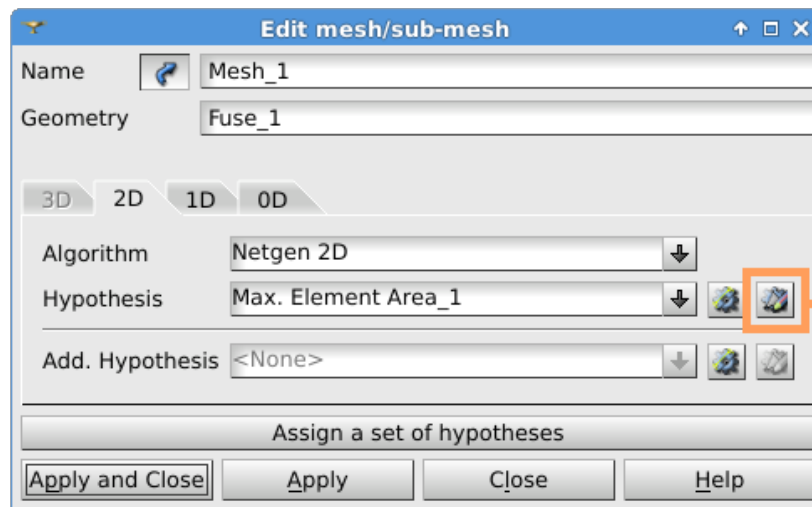 Edit mesh/sub-mesh
Name Mesh_1
Geometry Fuse_1
3D 2D 1D 0D
Algorithm Netgen 2D
Hypothesis Max. Element Area_1
Add. Hypothesis <None>
Assign a set of hypotheses
Apply and Close Apply Close Help